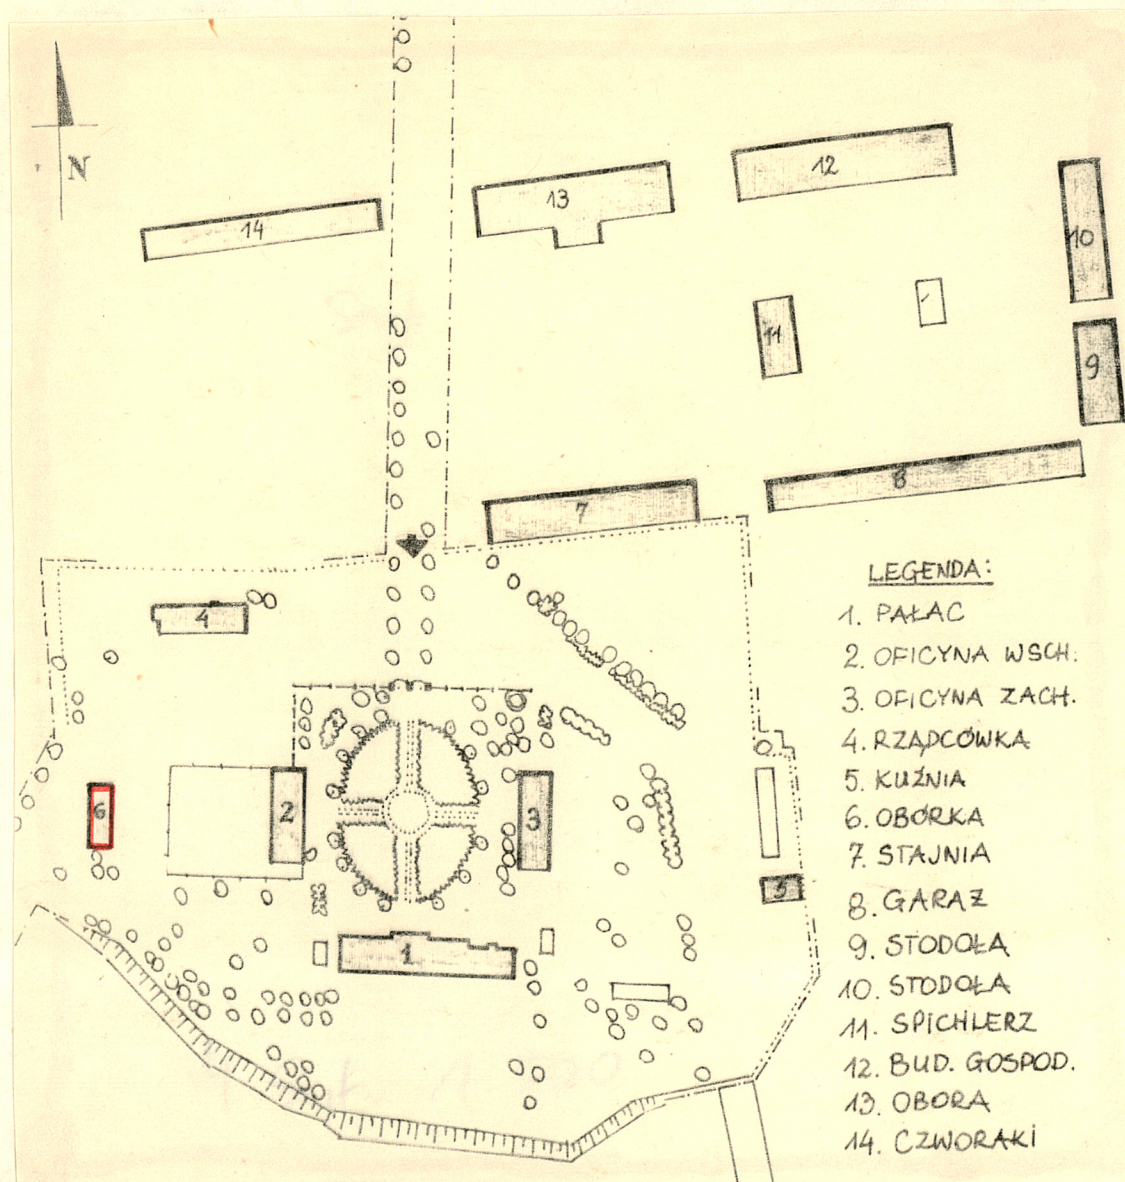 N
14
13
12
10
11
9
8
7
4
6
2
3
5
1
LEGENDA:
1. PAŁAC
2. OFICYNA WSCH.
3. OFICYNA ZACH.
4. RZĄDCÓWKA
5. KUŹNIA
6. OBÓRKA
7. STAJNIA
8. GARAŻ
9. STODOŁA
10. STODOŁA
11. SPICHLERZ
12. BUD. GOSPOD.
13. OBORA
14. CZWORAKI